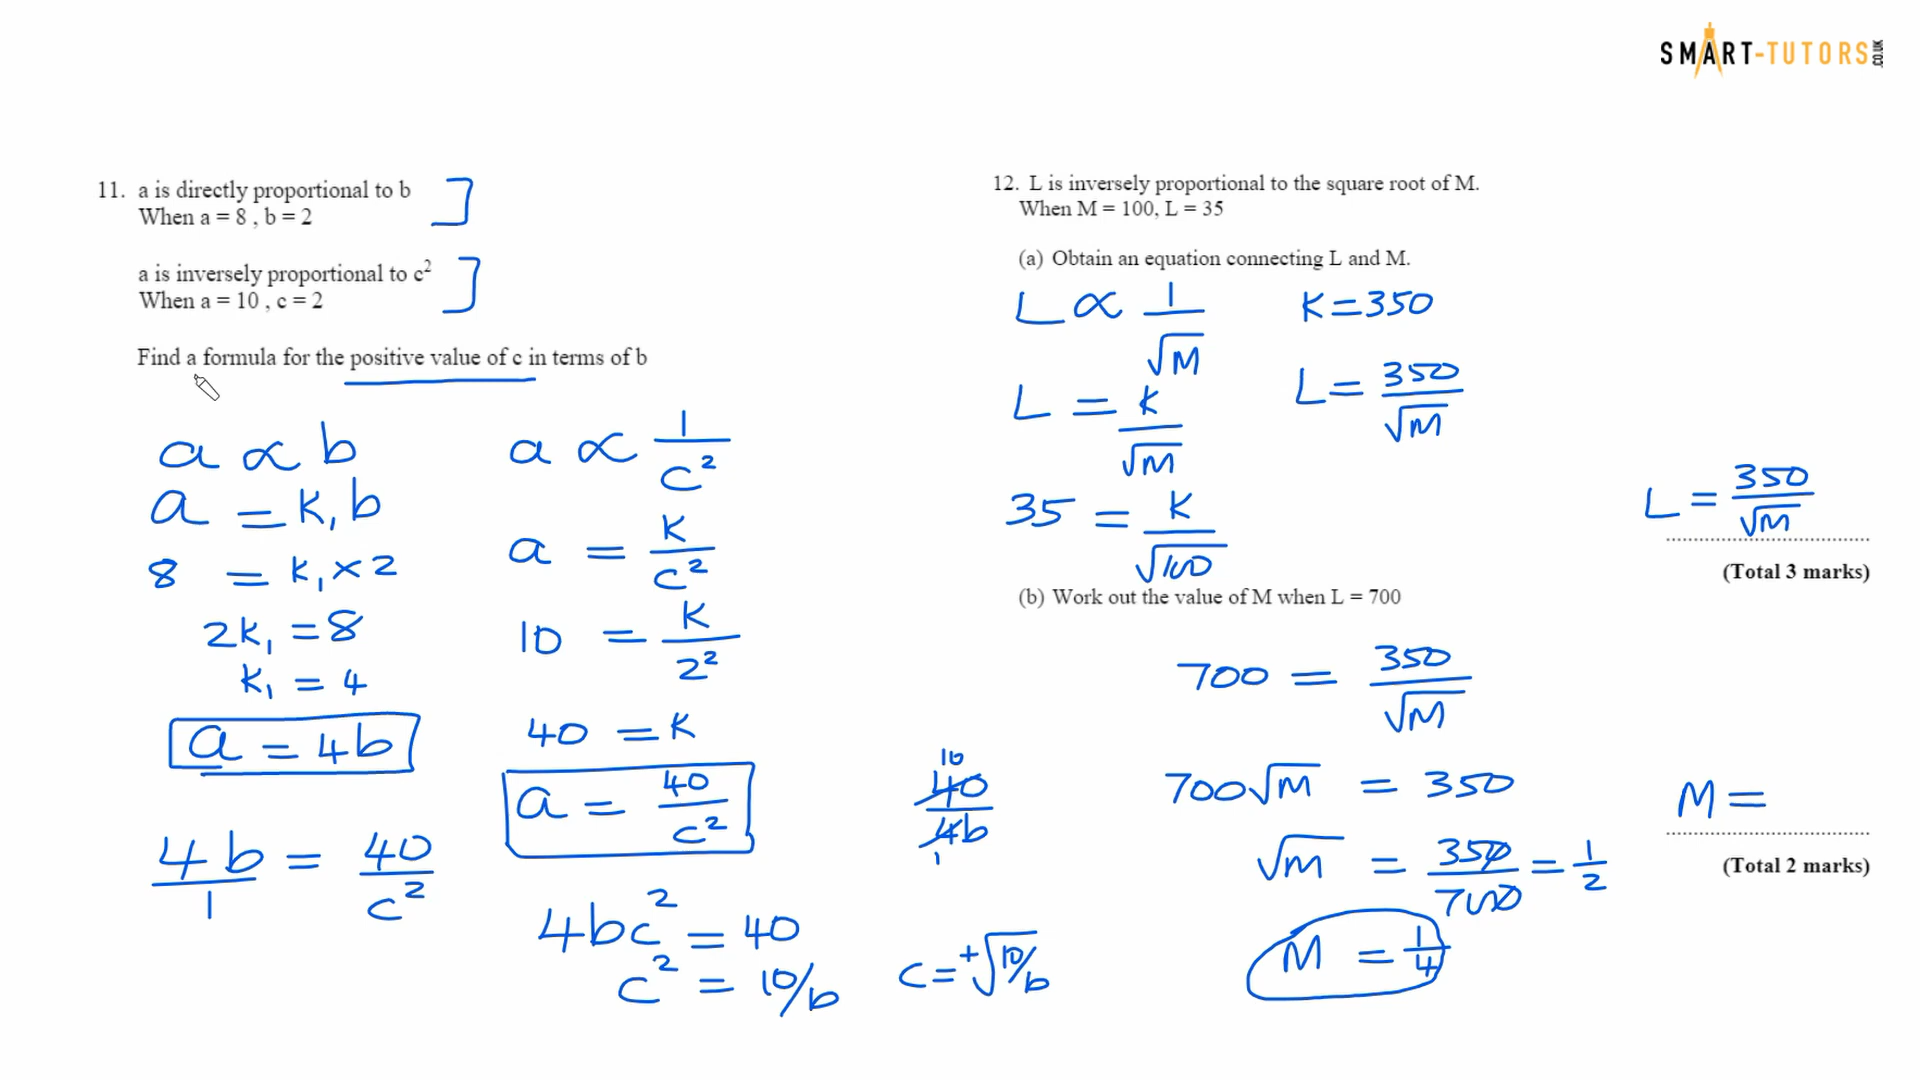 SMART-TUTORS.CO.UK
11. a is directly proportional to b
When a = 8 , b = 2
a is inversely proportional to c²
When a = 10 , c = 2
Find a formula for the positive value of c in terms of b
a ∝ b
a = K₁b
8 = K₁ × 2
2K₁ = 8
K₁ = 4
a = 4b
4b/1 = 40/c²
a ∝ 1/c²
a = K/c²
10 = K/2²
40 = K
a = 40/c²
4bc² = 40
c² = 10/b
10
40/4b
1
c = +√10/b
12. L is inversely proportional to the square root of M.
When M = 100, L = 35
(a) Obtain an equation connecting L and M.
L ∝ 1/√M
L = K/√M
35 = K/√100
K = 350
L = 350/√M
L = 350/√M
(Total 3 marks)
(b) Work out the value of M when L = 700
700 = 350/√M
700√M = 350
√M = 350/700 = 1/2
M = 1/4
M =
(Total 2 marks)